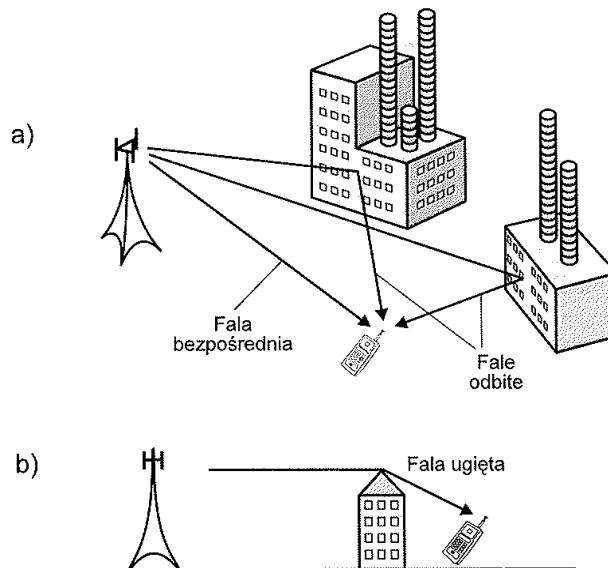 a)
Fala
bezpośrednia
Fale
odbite
b)
Fala ugięta